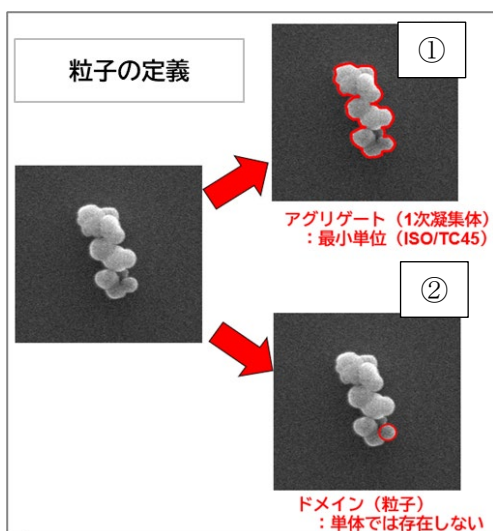 粒子の定義
①
アグリゲート（1次凝集体）
：最小単位（ISO/TC45）
②
ドメイン（粒子）
：単体では存在しない